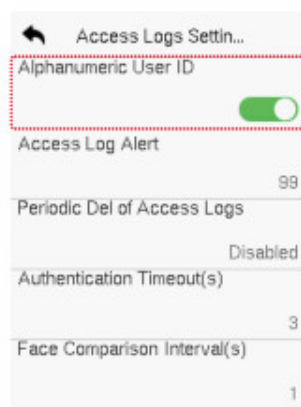 Access Logs Settin...
Alphanumeric User ID
Access Log Alert
99
Periodic Del of Access Logs
Disabled
Authentication Timeout(s)
3
Face Comparison Interval(s)
1